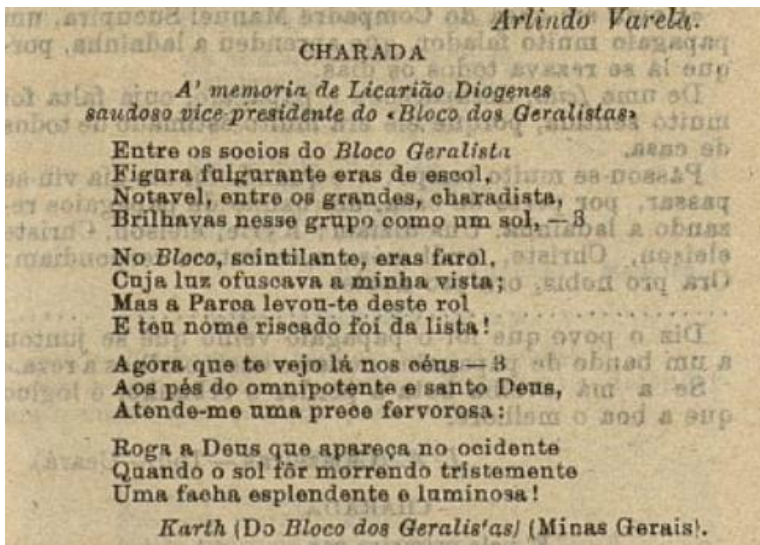 Arlindo Varela.
CHARADA
A' memoria de Licarião Diogenes
saudoso vice-presidente do «Bloco dos Geralistas»
Entre os socios do Bloco Geralista
Figura fulgurante eras de escol,
Notavel, entre os grandes, charadista,
Brilhavas nesse grupo como um sol, —3
No Bloco, scintilante, eras farol,
Cuja luz ofuscava a minha vista;
Mas a Parca levou-te deste rol
E teu nome riscado foi da lista!
Agora que te vejo lá nos céus—3
Aos pés do omnipotente e santo Deus,
Atende-me uma prece fervorosa:
Roga a Deus que apareça no ocidente
Quando o sol fôr morrendo tristemente
Uma facha esplendente e luminosa!
Karth (Do Bloco dos Geralistas) (Minas Gerais).